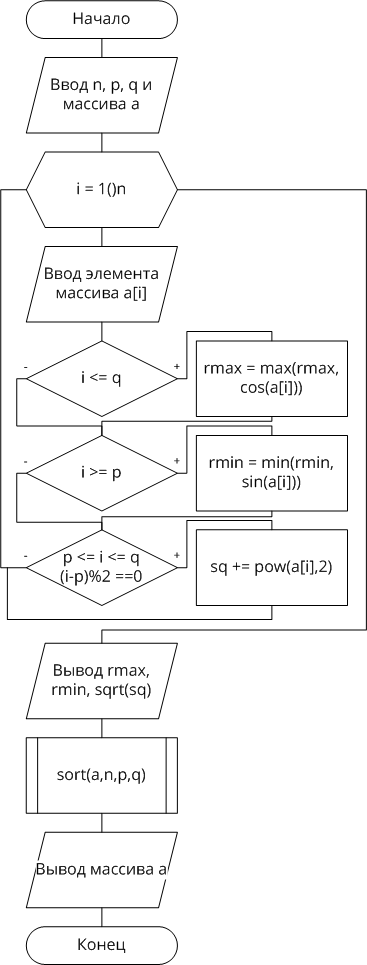 Начало
Ввод n, p, q и
массива a
i = 1()n
Ввод элемента
массива a[i]
-
i <= q
+
rmax = max(rmax,
cos(a[i]))
-
i >= p
+
rmin = min(rmin,
sin(a[i]))
-
p <= i <= q
(i-p)%2 ==0
+
sq += pow(a[i],2)
Вывод rmax,
rmin, sqrt(sq)
sort(a,n,p,q)
Вывод массива a
Конец